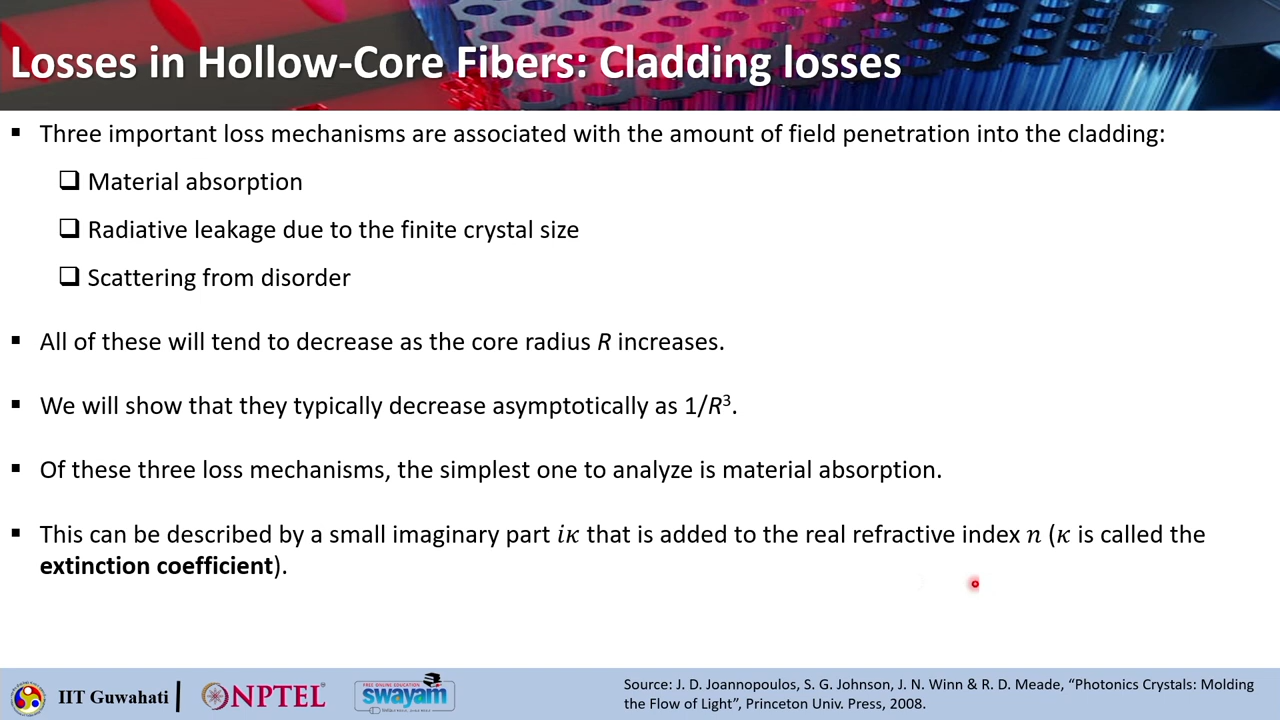 Losses in Hollow-Core Fibers: Cladding losses
▪ Three important loss mechanisms are associated with the amount of field penetration into the cladding:
❑ Material absorption
❑ Radiative leakage due to the finite crystal size
❑ Scattering from disorder
▪ All of these will tend to decrease as the core radius R increases.
▪ We will show that they typically decrease asymptotically as 1/R³.
▪ Of these three loss mechanisms, the simplest one to analyze is material absorption.
▪ This can be described by a small imaginary part iκ that is added to the real refractive index n (κ is called the
extinction coefficient).
IIT Guwahati
NPTEL
FREE ONLINE EDUCATION
swayam
Source: J. D. Joannopoulos, S. G. Johnson, J. N. Winn & R. D. Meade, “Photonics Crystals: Molding
the Flow of Light”, Princeton Univ. Press, 2008.